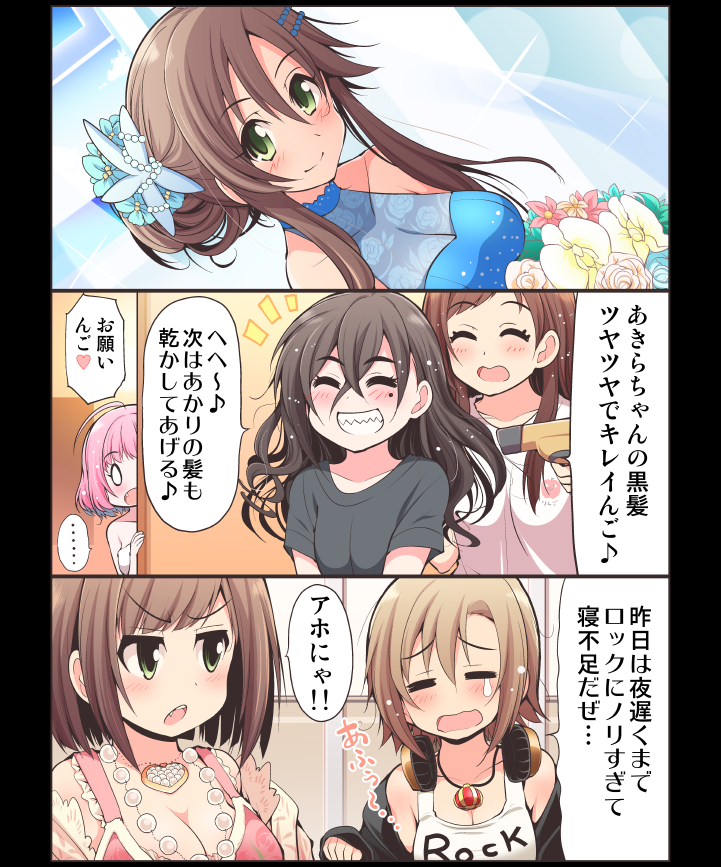 あきらちゃんの黒髪
ツヤツヤでキレイんご♪
へへ～♪
次はあかりの髪も
乾かしてあげる♪
お願い
んご♡
……
りんご
昨日は夜遅くまで
ロックにノリすぎて
寝不足だぜ…
あふぅ～…
アホにゃ!!
RocK